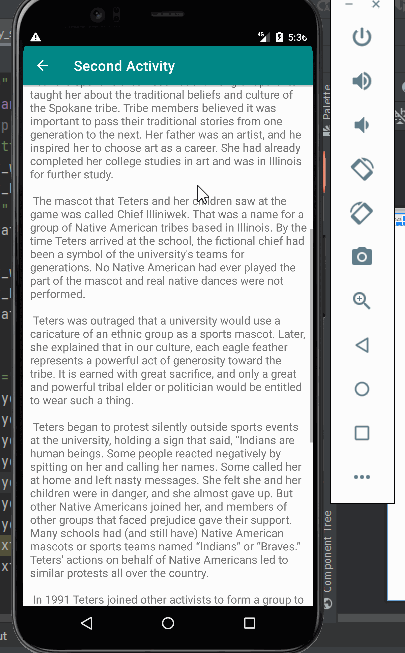 5:36
Second Activity
taught her about the traditional beliefs and culture of
the Spokane tribe. Tribe members believed it was
important to pass their traditional stories from one
generation to the next. Her father was an artist, and he
inspired her to choose art as a career. She had already
completed her college studies in art and was in Illinois
for further study.
The mascot that Teters and her children saw at the
game was called Chief Illiniwek. That was a name for a
group of Native American tribes based in Illinois. By the
time Teters arrived at the school, the fictional chief had
been a symbol of the university's teams for
generations. No Native American had ever played the
part of the mascot and real native dances were not
performed.
Teters was outraged that a university would use a
caricature of an ethnic group as a sports mascot. Later,
she explained that in our culture, each eagle feather
represents a powerful act of generosity toward the
tribe. It is earned with great sacrifice, and only a great
and powerful tribal elder or politician would be entitled
to wear such a thing.
Teters began to protest silently outside sports events
at the university, holding a sign that said, "Indians are
human beings. Some people reacted negatively by
spitting on her and calling her names. Some called her
at home and left nasty messages. She felt she and her
children were in danger, and she almost gave up. But
other Native Americans joined her, and members of
other groups that faced prejudice gave their support.
Many schools had (and still have) Native American
mascots or sports teams named “Indians” or “Braves.”
Teters' actions on behalf of Native Americans led to
similar protests all over the country.
In 1991 Teters joined other activists to form a group to
Palette
Component Tree